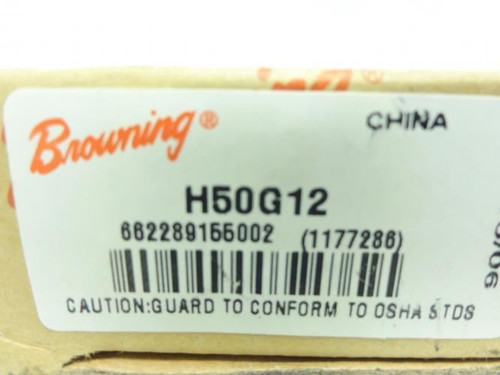 Browning® CHINA
H50G12
662289155002 (1177286)
CAUTION:GUARD TO CONFORM TO OSHA STDS